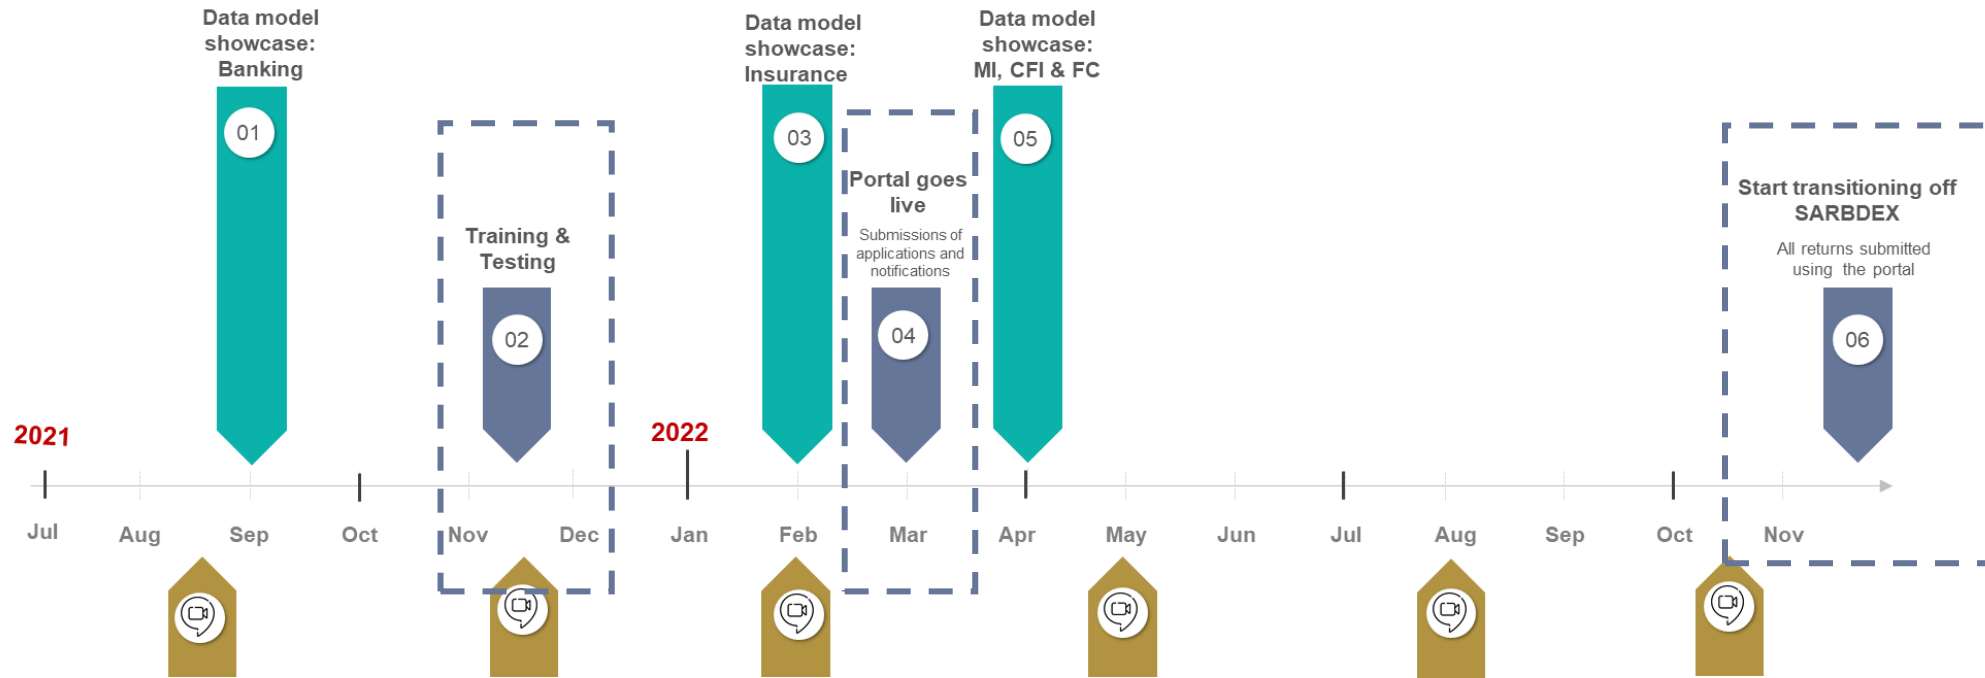 Data model
showcase:
Banking
01
Training &
Testing
02
Data model
showcase:
Insurance
03
Portal goes
live
Submissions of
applications and
notifications
04
Data model
showcase:
MI, CFI & FC
05
Start transitioning off
SARBDEX
All returns submitted
using the portal
06
2021
2022
Jul Aug Sep Oct Nov Dec Jan Feb Mar Apr May Jun Jul Aug Sep Oct Nov